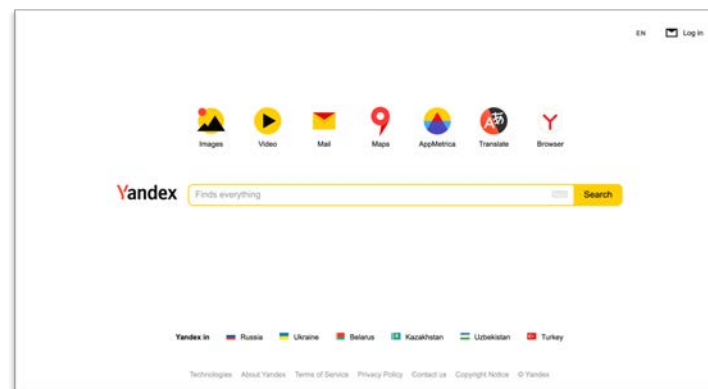 EN Log in
Images Video Mail Maps AppMetrica Translate Browser
Yandex Finds everything Search
Yandex in Russia Ukraine Belarus Kazakhstan Uzbekistan Turkey
Technologies About Yandex Terms of Service Privacy Policy Contact us Copyright Notice © Yandex